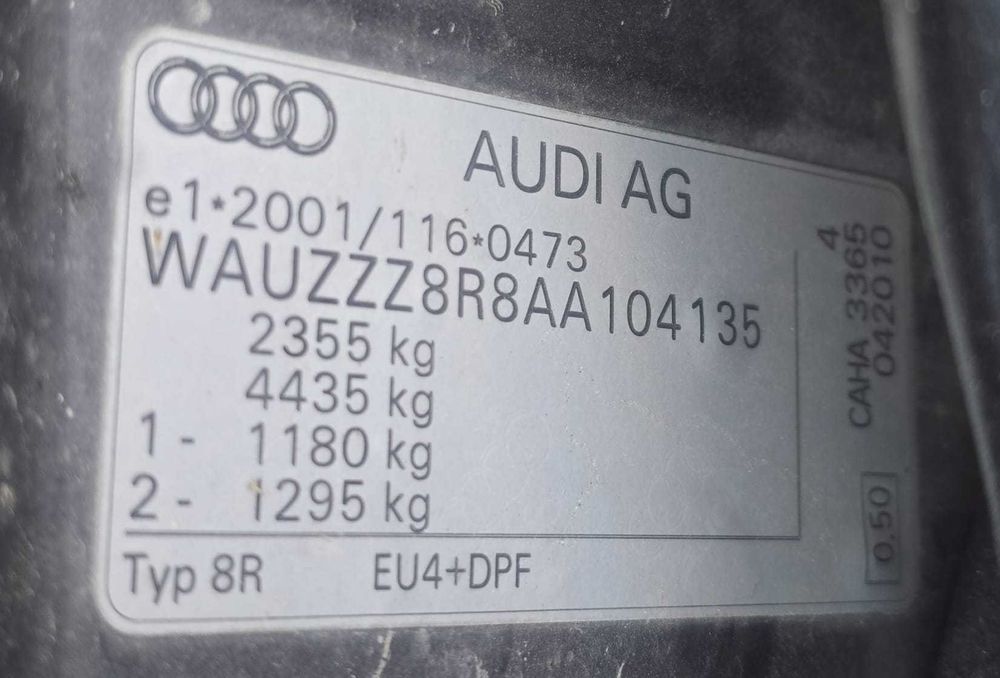 AUDI AG
e1*2001/116*0473
WAUZZZ8R8AA104135
2355 kg
4435 kg
1 - 1180 kg
2 - 1295 kg
Typ 8R EU4+DPF
4
CAHA 3365
042010
0.50